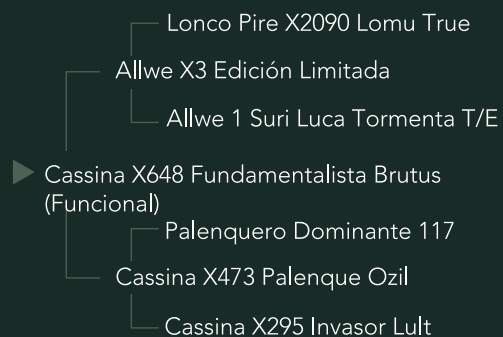 Lonco Pire X2090 Lomu True
Allwe X3 Edición Limitada
Allwe 1 Suri Luca Tormenta T/E
Cassina X648 Fundamentalista Brutus
(Funcional)
Palenquero Dominante 117
Cassina X473 Palenque Ozil
Cassina X295 Invasor Lult